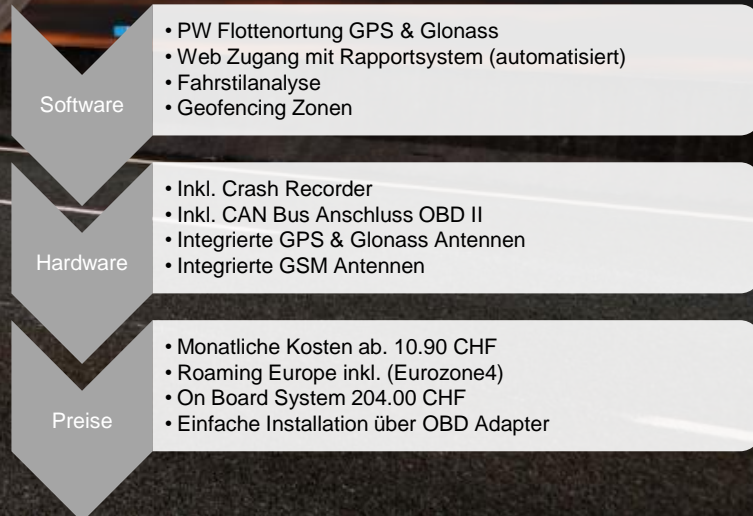 Software
• PW Flottenortung GPS & Glonass
• Web Zugang mit Rapportsystem (automatisiert)
• Fahrstilanalyse
• Geofencing Zonen
Hardware
• Inkl. Crash Recorder
• Inkl. CAN Bus Anschluss OBD II
• Integrierte GPS & Glonass Antennen
• Integrierte GSM Antennen
Preise
• Monatliche Kosten ab. 10.90 CHF
• Roaming Europe inkl. (Eurozone4)
• On Board System 204.00 CHF
• Einfache Installation über OBD Adapter